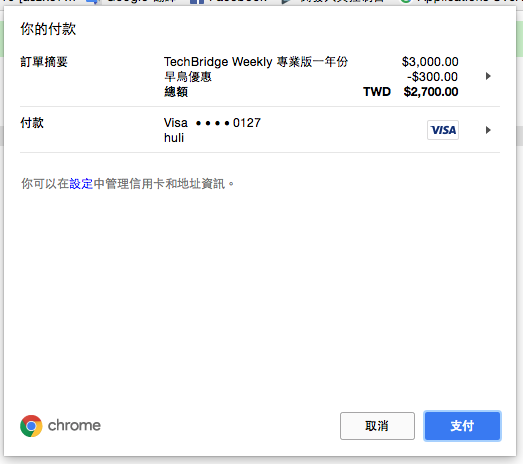 Google
Facebook
Applications
你的付款
訂單摘要 TechBridge Weekly 專業版一年份 $3,000.00
早鳥優惠 -$300.00
總額 TWD $2,700.00
付款 Visa ••••0127 VISA
huli
你可以在設定中管理信用卡和地址資訊。
chrome 取消 支付